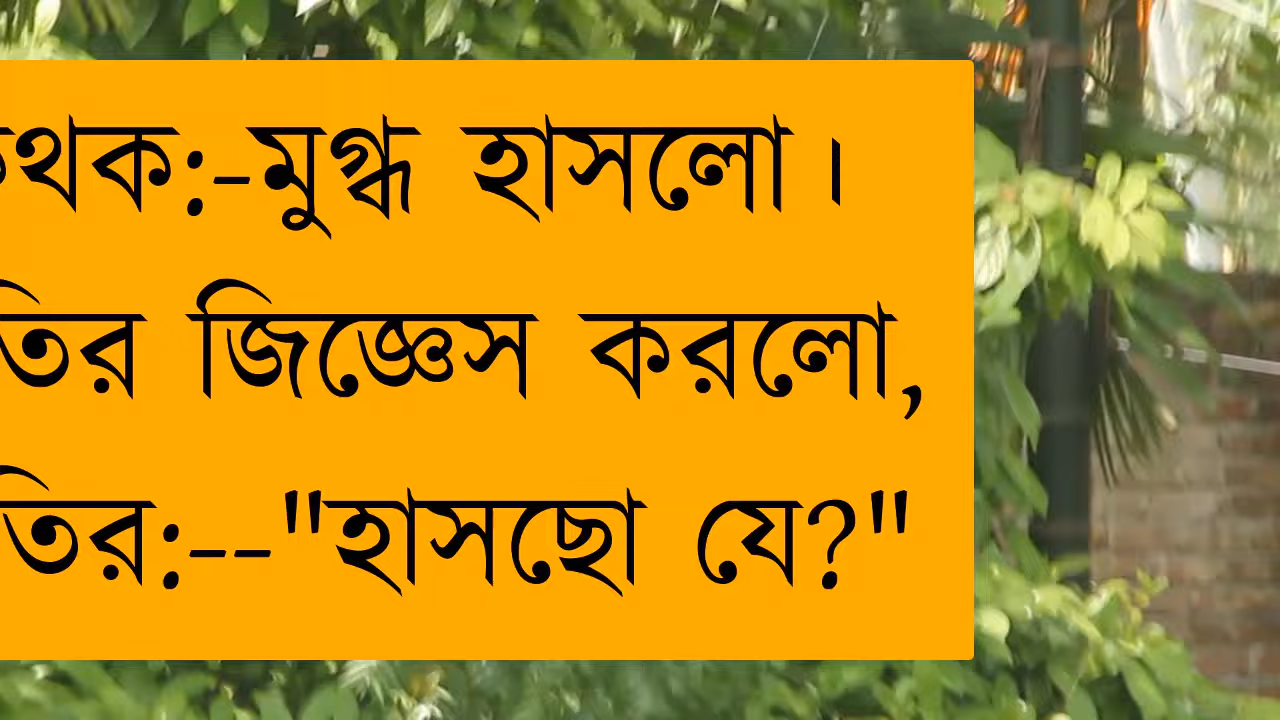 থক:-মুগ্ধ হাসলো।
তির জিজ্ঞেস করলো,
তির:--"হাসছো যে?"